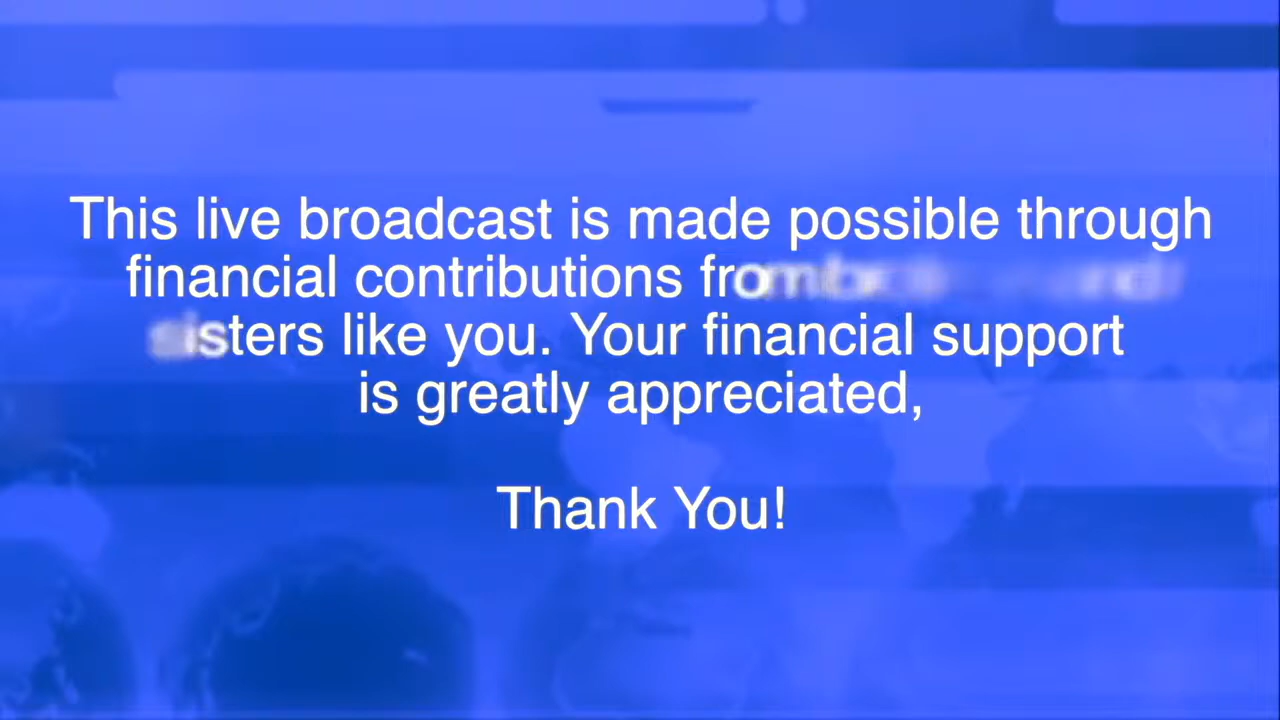 This live broadcast is made possible through
financial contributions from
sisters like you. Your financial support
is greatly appreciated,
Thank You!